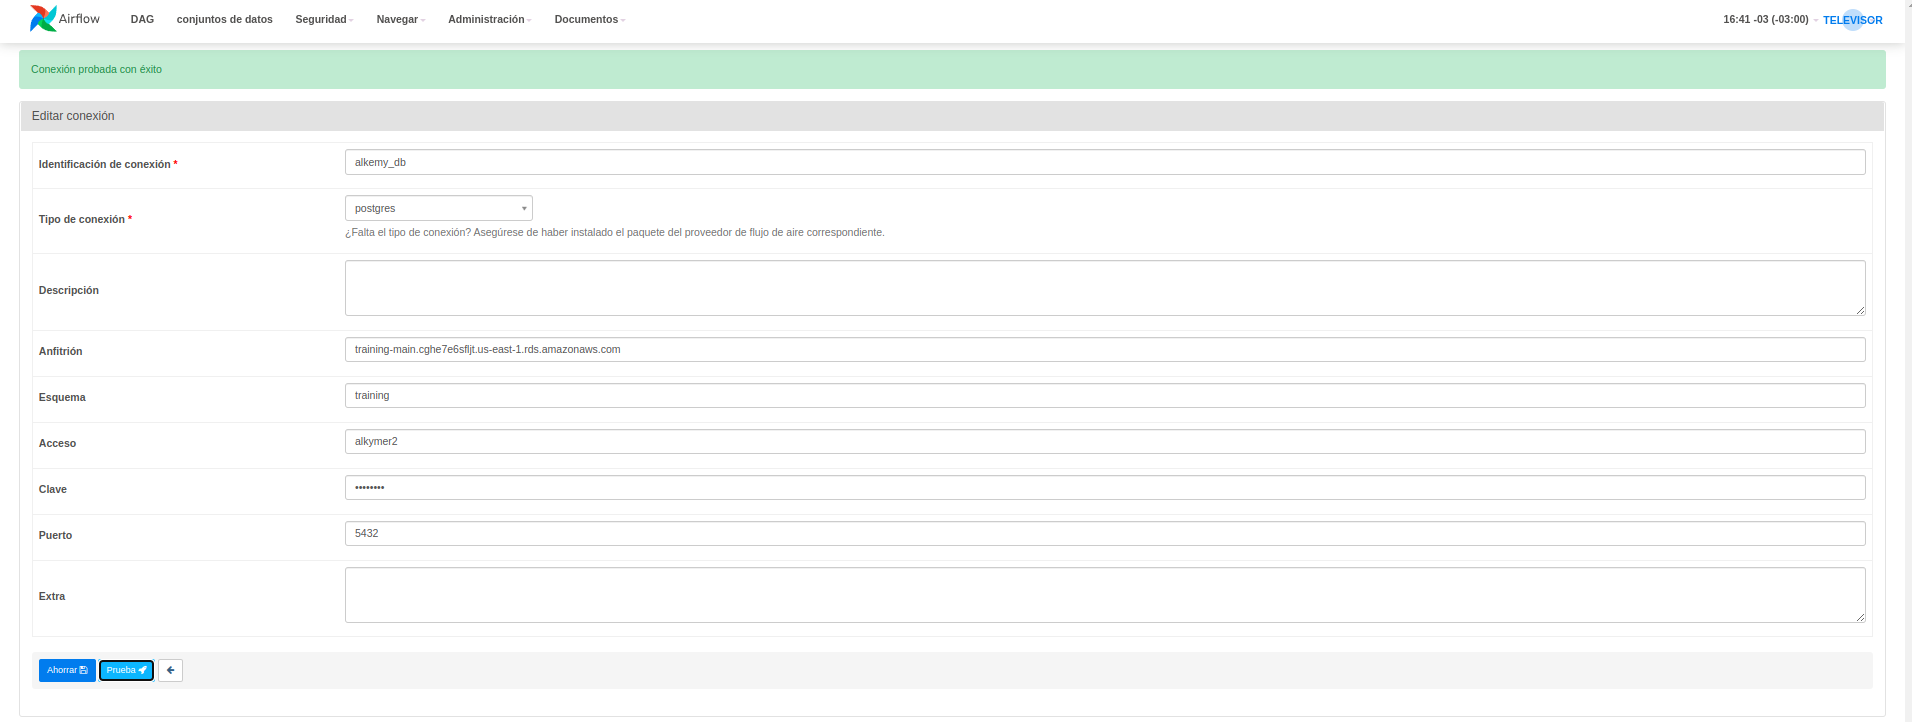 Airflow DAG conjuntos de datos Seguridad Navegar Administración Documentos 16:41 -03 (-03:00) TELEVISOR
Conexión probada con éxito
Editar conexión
Identificación de conexión * alkemy_db
Tipo de conexión * postgres
¿Falta el tipo de conexión? Asegúrese de haber instalado el paquete del proveedor de flujo de aire correspondiente.
Descripción
Anfitrión training-main.cghe7e6sfljt.us-east-1.rds.amazonaws.com
Esquema training
Acceso alkymer2
Clave ••••••••
Puerto 5432
Extra
Ahorrar Prueba